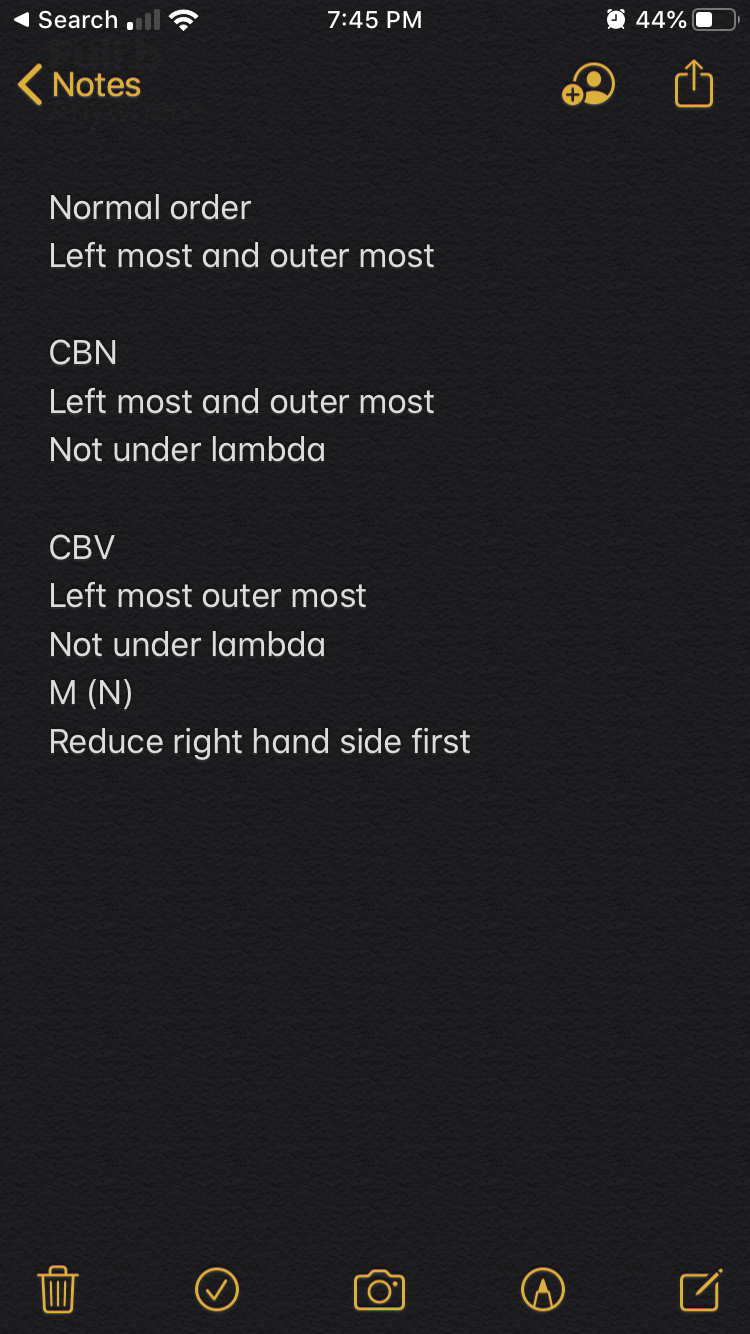 Search
7:45 PM
44%
Notes
Normal order
Left most and outer most
CBN
Left most and outer most
Not under lambda
CBV
Left most outer most
Not under lambda
M (N)
Reduce right hand side first